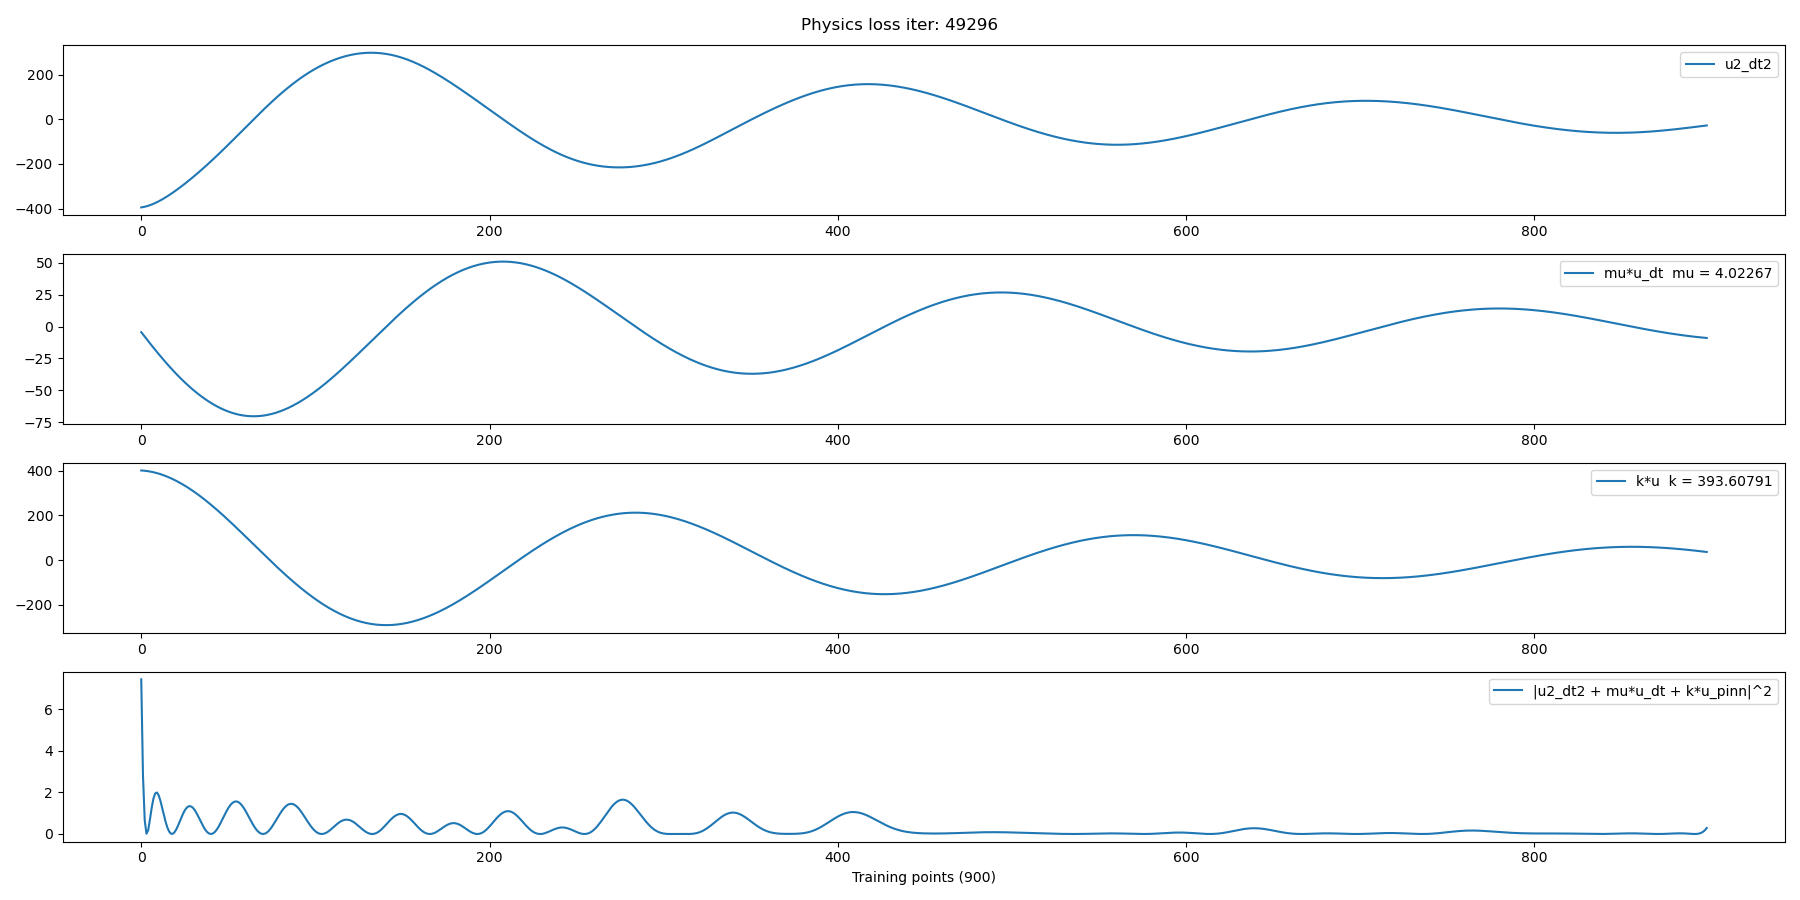 Physics loss iter: 49296
u2_dt2
200
0
−200
−400
0 200 400 600 800
mu*u_dt mu = 4.02267
50
25
0
−25
−50
−75
0 200 400 600 800
k*u k = 393.60791
400
200
0
−200
0 200 400 600 800
|u2_dt2 + mu*u_dt + k*u_pinn|^2
6
4
2
0
0 200 400 600 800
Training points (900)